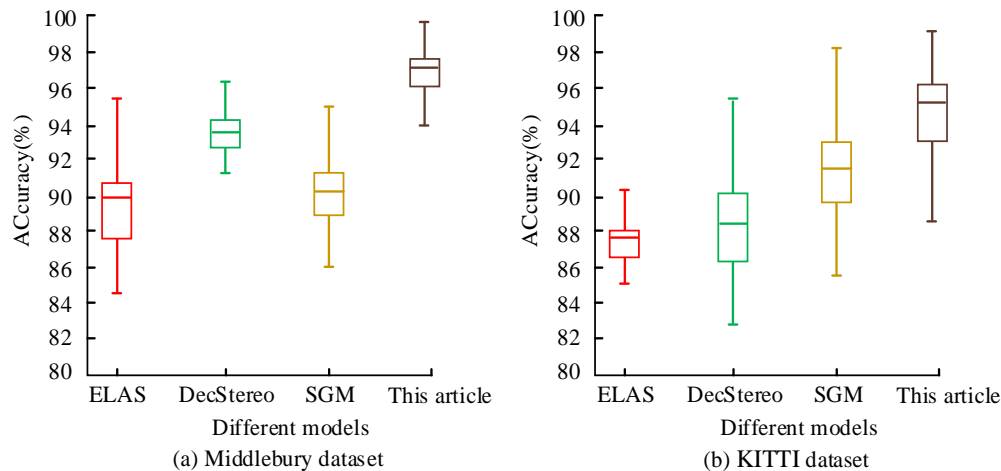 100
98
96
94
92
90
88
86
84
82
80
ACcuracy(%)
ELAS DecStereo SGM This article
Different models
(a) Middlebury dataset
100
98
96
94
92
90
88
86
84
82
80
ACcuracy(%)
ELAS DecStereo SGM This article
Different models
(b) KITTI dataset